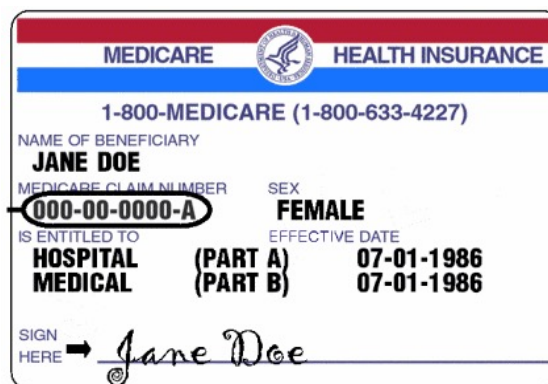 MEDICARE HEALTH INSURANCE
1-800-MEDICARE (1-800-633-4227)
NAME OF BENEFICIARY
JANE DOE
MEDICARE CLAIM NUMBER SEX
000-00-0000-A FEMALE
IS ENTITLED TO EFFECTIVE DATE
HOSPITAL (PART A) 07-01-1986
MEDICAL (PART B) 07-01-1986
SIGN
HERE Jane Doe